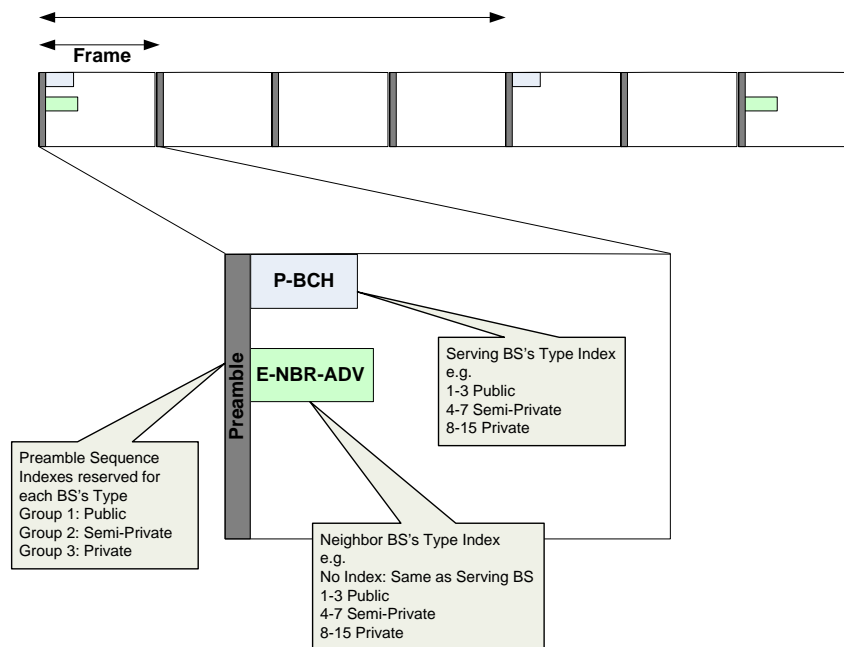 Frame
P-BCH
E-NBR-ADV
Preamble
Serving BS's Type Index
e.g.
1-3 Public
4-7 Semi-Private
8-15 Private
Preamble Sequence
Indexes reserved for
each BS's Type
Group 1: Public
Group 2: Semi-Private
Group 3: Private
Neighbor BS's Type Index
e.g.
No Index: Same as Serving BS
1-3 Public
4-7 Semi-Private
8-15 Private